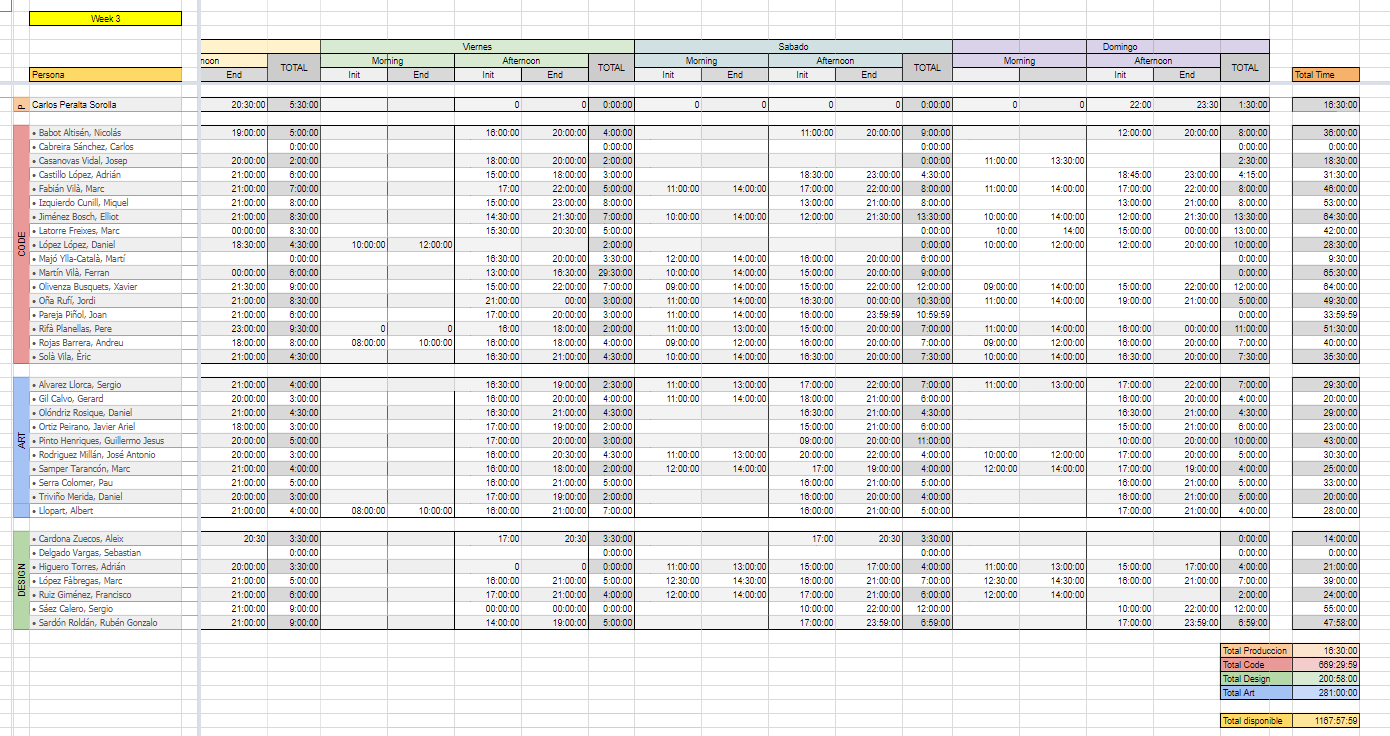 Week 3
Viernes Sabado Domingo
noon TOTAL Morning Afternoon TOTAL Morning Afternoon TOTAL Morning Afternoon TOTAL
Persona End Init End Init End Init End Init End Init End Total Time
P Carlos Peralta Sorolla 20:30:00 5:30:00 0 0 0:00:00 0 0 0 0 0:00:00 0 0 22:00 23:30 1:30:00 16:30:00
CODE
• Babot Altisén, Nicolás 19:00:00 5:00:00 16:00:00 20:00:00 4:00:00 11:00:00 20:00:00 9:00:00 12:00:00 20:00:00 8:00:00 36:00:00
• Cabreira Sánchez, Carlos 0:00:00 0:00:00 0:00:00 0:00:00 0:00:00
• Casanovas Vidal, Josep 20:00:00 2:00:00 18:00:00 20:00:00 2:00:00 0:00:00 11:00:00 13:30:00 2:30:00 18:30:00
• Castillo López, Adrián 21:00:00 6:00:00 15:00:00 18:00:00 3:00:00 18:30:00 23:00:00 4:30:00 18:45:00 23:00:00 4:15:00 31:30:00
• Fabián Vilà, Marc 21:00:00 7:00:00 17:00 22:00:00 5:00:00 11:00:00 14:00:00 17:00:00 22:00:00 8:00:00 11:00:00 14:00:00 17:00:00 22:00:00 8:00:00 46:00:00
• Izquierdo Cunill, Miquel 21:00:00 8:00:00 15:00:00 23:00:00 8:00:00 13:00:00 21:00:00 8:00:00 13:00:00 21:00:00 8:00:00 53:00:00
• Jiménez Bosch, Elliot 21:00:00 8:30:00 14:30:00 21:30:00 7:00:00 10:00:00 14:00:00 12:00:00 21:30:00 13:30:00 10:00:00 14:00:00 12:00:00 21:30:00 13:30:00 64:30:00
• Latorre Freixes, Marc 00:00:00 8:30:00 15:30:00 20:30:00 5:00:00 0:00:00 10:00 14:00 15:00:00 00:00:00 13:00:00 42:00:00
• López López, Daniel 18:30:00 4:30:00 10:00:00 12:00:00 2:00:00 0:00:00 10:00:00 12:00:00 12:00:00 20:00:00 10:00:00 28:30:00
• Majó Ylla-Català, Martí 0:00:00 16:30:00 20:00:00 3:30:00 12:00:00 14:00:00 16:00:00 20:00:00 6:00:00 0:00:00 9:30:00
• Martín Vilà, Ferran 00:00:00 6:00:00 13:00:00 16:30:00 29:30:00 10:00:00 14:00:00 15:00:00 20:00:00 9:00:00 0:00:00 65:30:00
• Olivenza Busquets, Xavier 21:30:00 9:00:00 15:00:00 22:00:00 7:00:00 09:00:00 14:00:00 15:00:00 22:00:00 12:00:00 09:00:00 14:00:00 15:00:00 22:00:00 12:00:00 64:00:00
• Oña Rufí, Jordi 21:00:00 8:30:00 21:00:00 00:00 3:00:00 11:00:00 14:00:00 16:30:00 00:00:00 10:30:00 11:00:00 14:00:00 19:00:00 21:00:00 5:00:00 49:30:00
• Pareja Piñol, Joan 21:00:00 6:00:00 17:00:00 20:00:00 3:00:00 11:00:00 14:00:00 16:00:00 23:59:59 10:59:59 0:00:00 33:59:59
• Rifà Planellas, Pere 23:00:00 9:30:00 0 0 16:00 18:00:00 2:00:00 11:00:00 13:00:00 15:00:00 20:00:00 7:00:00 11:00:00 14:00:00 16:00:00 00:00:00 11:00:00 51:30:00
• Rojas Barrera, Andreu 18:00:00 8:00:00 08:00:00 10:00:00 16:00:00 18:00:00 4:00:00 09:00:00 12:00:00 16:00:00 20:00:00 7:00:00 09:00:00 12:00:00 16:00:00 20:00:00 7:00:00 40:00:00
• Solà Vila, Èric 21:00:00 4:30:00 16:30:00 21:00:00 4:30:00 10:00:00 14:00:00 16:30:00 20:00:00 7:30:00 10:00:00 14:00:00 16:30:00 20:00:00 7:30:00 35:30:00
ART
• Alvarez Llorca, Sergio 21:00:00 4:00:00 16:30:00 19:00:00 2:30:00 11:00:00 13:00:00 17:00:00 22:00:00 7:00:00 11:00:00 13:00:00 17:00:00 22:00:00 7:00:00 29:30:00
• Gil Calvo, Gerard 20:00:00 3:00:00 16:00:00 20:00:00 4:00:00 11:00:00 14:00:00 18:00:00 21:00:00 6:00:00 16:00:00 20:00:00 4:00:00 20:00:00
• Olóndriz Rosique, Daniel 21:00:00 4:30:00 16:30:00 21:00:00 4:30:00 16:30:00 21:00:00 4:30:00 16:30:00 21:00:00 4:30:00 29:00:00
• Ortiz Peirano, Javier Ariel 18:00:00 3:00:00 17:00:00 19:00:00 2:00:00 15:00:00 21:00:00 6:00:00 15:00:00 21:00:00 6:00:00 23:00:00
• Pinto Henriques, Guillermo Jesus 20:00:00 5:00:00 17:00:00 20:00:00 3:00:00 09:00:00 20:00:00 11:00:00 10:00:00 20:00:00 10:00:00 43:00:00
• Rodriguez Millán, José Antonio 20:00:00 3:00:00 16:00:00 20:30:00 4:30:00 11:00:00 13:00:00 20:00:00 22:00:00 4:00:00 10:00:00 12:00:00 17:00:00 20:00:00 5:00:00 30:30:00
• Samper Tarancón, Marc 21:00:00 4:00:00 16:00:00 18:00:00 2:00:00 12:00:00 14:00:00 17:00 19:00:00 4:00:00 12:00:00 14:00:00 17:00:00 19:00:00 4:00:00 25:00:00
• Serra Colomer, Pau 21:00:00 5:00:00 16:00:00 21:00:00 5:00:00 16:00:00 21:00:00 5:00:00 16:00:00 21:00:00 5:00:00 33:00:00
• Triviño Merida, Daniel 20:00:00 3:00:00 17:00:00 19:00:00 2:00:00 16:00:00 20:00:00 4:00:00 16:00:00 21:00:00 5:00:00 20:00:00
• Llopart, Albert 21:00:00 4:00:00 08:00:00 10:00:00 16:00:00 21:00:00 7:00:00 16:00:00 21:00:00 5:00:00 17:00:00 21:00:00 4:00:00 28:00:00
DESIGN
• Cardona Zuecos, Aleix 20:30 3:30:00 17:00 20:30 3:30:00 17:00 20:30 3:30:00 0:00:00 14:00:00
• Delgado Vargas, Sebastian 0:00:00 0:00:00 0:00:00 0:00:00 0:00:00
• Higuero Torres, Adrián 20:00:00 3:30:00 0 0 0:00:00 11:00:00 13:00:00 15:00:00 17:00:00 4:00:00 11:00:00 13:00:00 15:00:00 17:00:00 4:00:00 21:00:00
• López Fàbregas, Marc 21:00:00 5:00:00 16:00:00 21:00:00 5:00:00 12:30:00 14:30:00 16:00:00 21:00:00 7:00:00 12:30:00 14:30:00 16:00:00 21:00:00 7:00:00 39:00:00
• Ruiz Giménez, Francisco 21:00:00 6:00:00 17:00:00 21:00:00 4:00:00 12:00:00 14:00:00 17:00:00 21:00:00 6:00:00 12:00:00 14:00:00 2:00:00 24:00:00
• Sáez Calero, Sergio 21:00:00 9:00:00 00:00:00 00:00:00 0:00:00 10:00:00 22:00:00 12:00:00 10:00:00 22:00:00 12:00:00 55:00:00
• Sardón Roldán, Rubén Gonzalo 21:00:00 9:00:00 14:00:00 19:00:00 5:00:00 17:00:00 23:59:00 6:59:00 17:00:00 23:59:00 6:59:00 47:58:00
Total Produccion 16:30:00
Total Code 669:29:59
Total Design 200:58:00
Total Art 281:00:00
Total disponible 1167:57:59